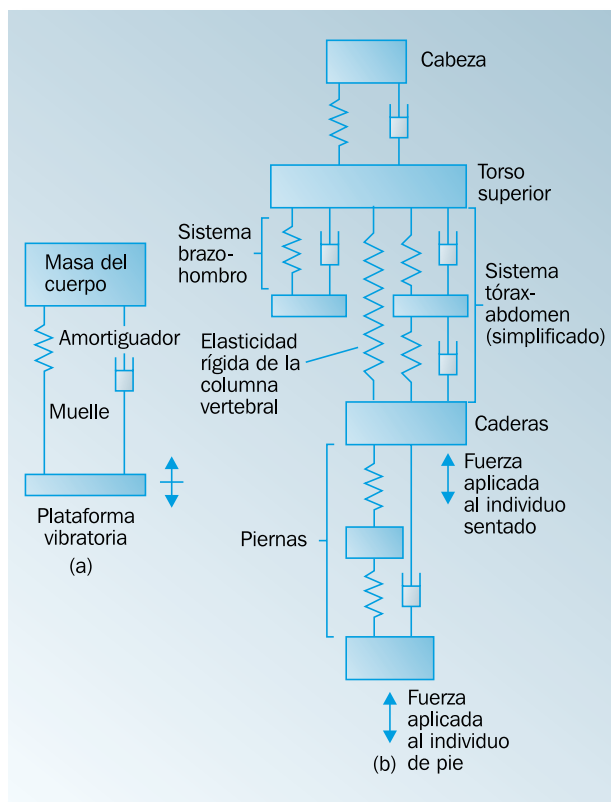 Cabeza
Torso
superior
Sistema
brazo-
hombro
Sistema
tórax-
abdomen
(simplificado)
Elasticidad
rígida de la
columna
vertebral
Caderas
Fuerza
aplicada
al individuo
sentado
Piernas
Fuerza
aplicada
al individuo
(b) de pie
Masa del
cuerpo
Amortiguador
Muelle
Plataforma
vibratoria
(a)